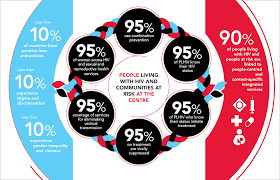 Less than
10%
of countries have
punitive laws
and policies
Less than
10%
experience
stigma and
discrimination
Less than
10%
experience
gender inequality
and violence
95%
use combination
prevention
95%
of women access HIV
and sexual and
reproductive health
services
95%
coverage of services
for eliminating
vertical
transmission
95%
of PLHIV know
their HIV
status
95%
of PLHIV who know
their status initiate
treatment
95%
on treatment
are virally
suppressed
PEOPLE LIVING
WITH HIV AND
COMMUNITIES AT
RISK AT THE
CENTRE
90%
of people living
with HIV and
people at risk are
linked to
people-centred and
context-specific
integrated
services